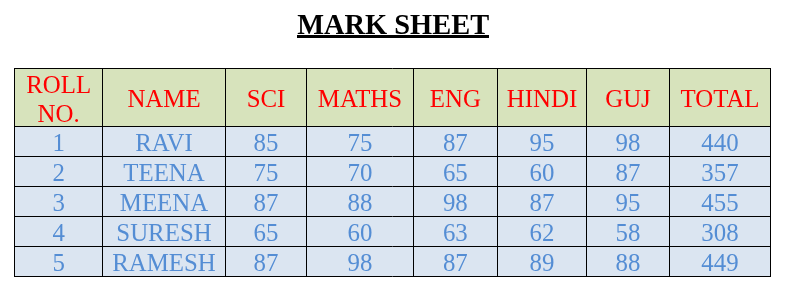 MARK SHEET
ROLL NO. NAME SCI MATHS ENG HINDI GUJ TOTAL
1 RAVI 85 75 87 95 98 440
2 TEENA 75 70 65 60 87 357
3 MEENA 87 88 98 87 95 455
4 SURESH 65 60 63 62 58 308
5 RAMESH 87 98 87 89 88 449